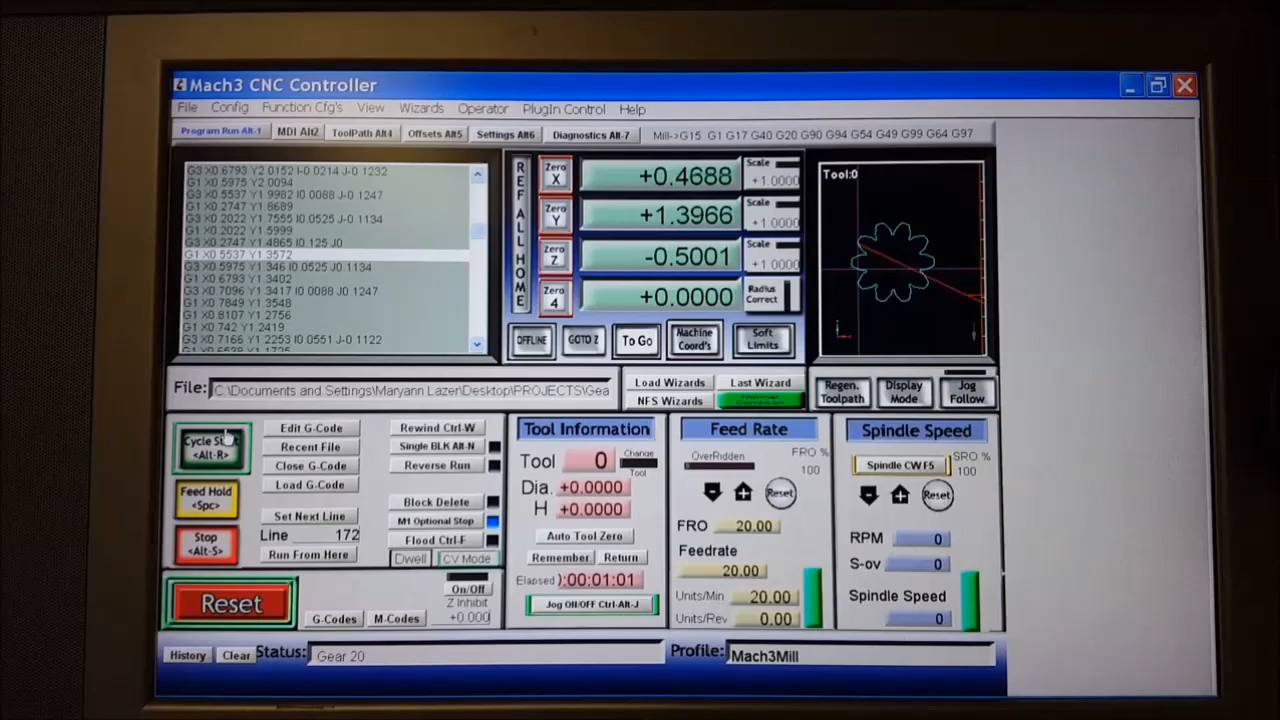 Mach3 CNC Controller
File Config Function Cfg's View Wizards Operator PlugIn Control Help
Program Run Alt-1 MDI Alt2 ToolPath Alt4 Offsets Alt5 Settings Alt6 Diagnostics Alt-7 Mill->G15 G1 G17 G40 G20 G90 G94 G54 G49 G99 G64 G97
G3 X0.6793 Y2.0152 I-0.0214 J-0.1232
G1 X0.5975 Y2.0094
G3 X0.5537 Y1.9982 I0.0088 J-0.1247
G1 X0.2747 Y1.8689
G3 X0.2022 Y1.7555 I0.0525 J-0.1134
G1 X0.2022 Y1.5999
G3 X0.2747 Y1.4865 I0.125 J0
G1 X0.5537 Y1.3572
G3 X0.5975 Y1.346 I0.0525 J0.1134
G1 X0.6793 Y1.3402
G3 X0.7096 Y1.3417 I0.0088 J0.1247
G1 X0.7849 Y1.3548
G3 X0.8107 Y1.2756
G1 X0.742 Y1.2419
G3 X0.7166 Y1.2253 I0.0551 J-0.1122
REF ALL HOME
Zero X +0.4688 Scale +1.0000
Zero Y +1.3966 Scale +1.0000
Zero Z -0.5001 Scale +1.0000
Zero 4 +0.0000 Radius Correct
OFFLINE GOTO Z To Go Machine Coord's Soft Limits
Tool:0
File: C:\Documents and Settings\Maryann Lazer\Desktop\PROJECTS\Gea
Load Wizards Last Wizard
NFS Wizards
Regen. Toolpath Display Mode Jog Follow
Cycle Start <Alt-R>
Feed Hold <Spc>
Stop <Alt-S>
Reset
Edit G-Code
Recent File
Close G-Code
Load G-Code
Set Next Line
Line 172
Run From Here
Rewind Ctrl-W
Single BLK Alt-N
Reverse Run
Block Delete
M1 Optional Stop
Flood Ctrl-F
Dwell CV Mode
On/Off
Z Inhibit
+0.000
G-Codes M-Codes
Tool Information
Tool 0 Change Tool
Dia. +0.0000
H +0.0000
Auto Tool Zero
Remember Return
Elapsed ):00:01:01
Jog ON/OFF Ctrl-Alt-J
Feed Rate
OverRidden FRO % 100
Reset
FRO 20.00
Feedrate
20.00
Units/Min 20.00
Units/Rev 0.00
Spindle Speed
Spindle CW F5 SRO % 100
Reset
RPM 0
S-ov 0
Spindle Speed
0
History Clear Status: Gear 20 Profile: Mach3Mill